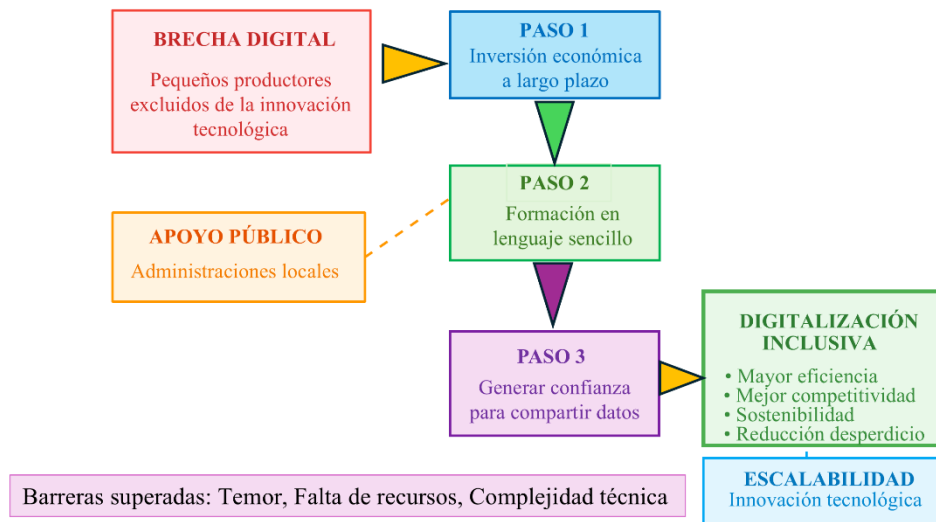 BRECHA DIGITAL
Pequeños productores
excluidos de la innovación
tecnológica
PASO 1
Inversión económica
a largo plazo
PASO 2
Formación en
lenguaje sencillo
APOYO PÚBLICO
Administraciones locales
PASO 3
Generar confianza
para compartir datos
DIGITALIZACIÓN
INCLUSIVA
• Mayor eficiencia
• Mejor competitividad
• Sostenibilidad
• Reducción desperdicio
ESCALABILIDAD
Innovación tecnológica
Barreras superadas: Temor, Falta de recursos, Complejidad técnica